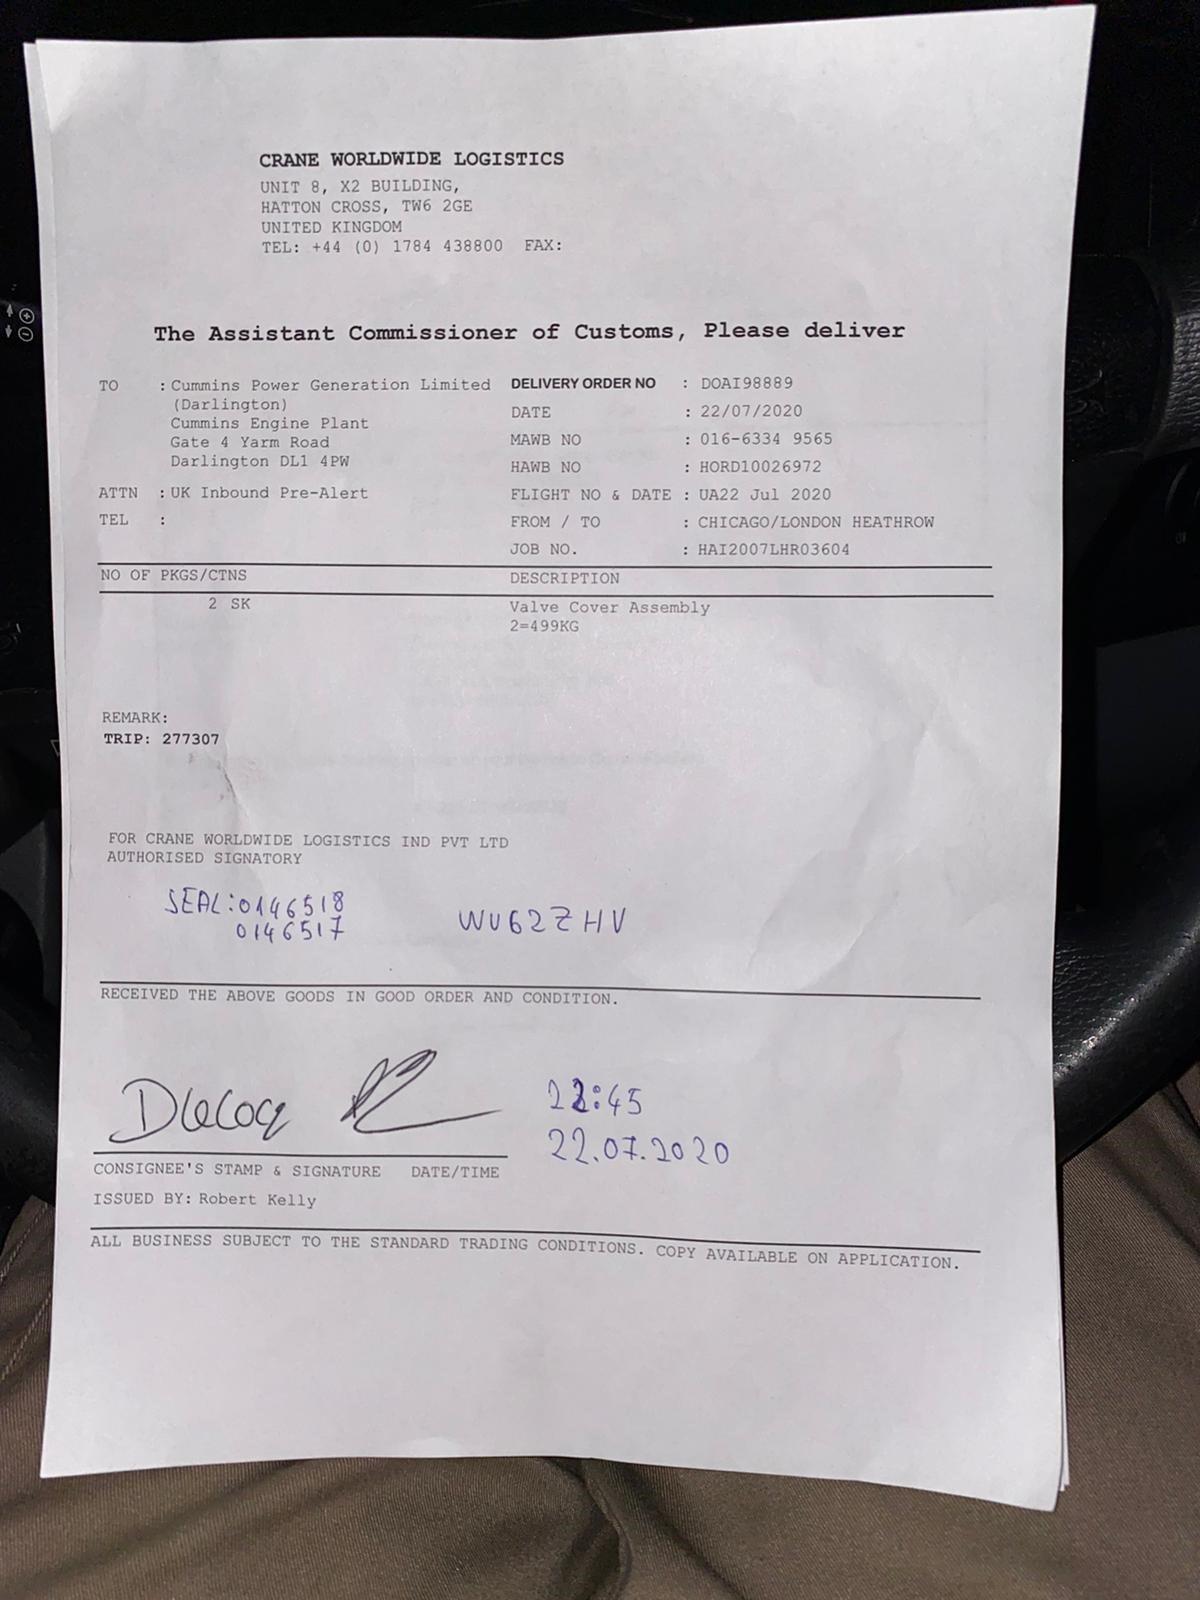 CRANE WORLDWIDE LOGISTICS
UNIT 8, X2 BUILDING,
HATTON CROSS, TW6 2GE
UNITED KINGDOM
TEL: +44 (0) 1784 438800 FAX:
The Assistant Commissioner of Customs, Please deliver
TO : Cummins Power Generation Limited
(Darlington)
Cummins Engine Plant
Gate 4 Yarm Road
Darlington DL1 4PW
ATTN : UK Inbound Pre-Alert
TEL :
DELIVERY ORDER NO : DOAI98889
DATE : 22/07/2020
MAWB NO : 016-6334 9565
HAWB NO : HORD10026972
FLIGHT NO & DATE : UA22 Jul 2020
FROM / TO : CHICAGO/LONDON HEATHROW
JOB NO. : HAI2007LHR03604
NO OF PKGS/CTNS DESCRIPTION
2 SK Valve Cover Assembly
2=499KG
REMARK:
TRIP: 277307
FOR CRANE WORLDWIDE LOGISTICS IND PVT LTD
AUTHORISED SIGNATORY
SEAL:0146518 WU62ZHV
0146517
RECEIVED THE ABOVE GOODS IN GOOD ORDER AND CONDITION.
22:45
22.07.2020
CONSIGNEE'S STAMP & SIGNATURE DATE/TIME
ISSUED BY: Robert Kelly
ALL BUSINESS SUBJECT TO THE STANDARD TRADING CONDITIONS. COPY AVAILABLE ON APPLICATION.